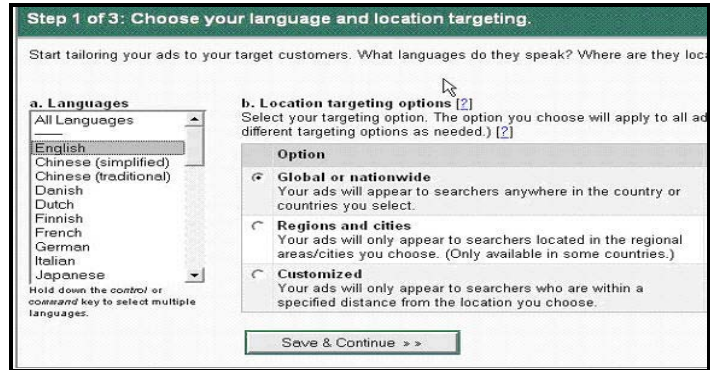 Step 1 of 3: Choose your language and location targeting.
Start tailoring your ads to your target customers. What languages do they speak? Where are they loc
a. Languages
All Languages
English
Chinese (simplified)
Chinese (traditional)
Danish
Dutch
Finnish
French
German
Italian
Japanese
Hold down the control or
command key to select multiple
languages.
b. Location targeting options [?]
Select your targeting option. The option you choose will apply to all ad
different targeting options as needed.) [?]
Option
Global or nationwide
Your ads will appear to searchers anywhere in the country or
countries you select.
Regions and cities
Your ads will only appear to searchers located in the regional
areas/cities you choose. (Only available in some countries.)
Customized
Your ads will only appear to searchers who are within a
specified distance from the location you choose.
Save & Continue » »